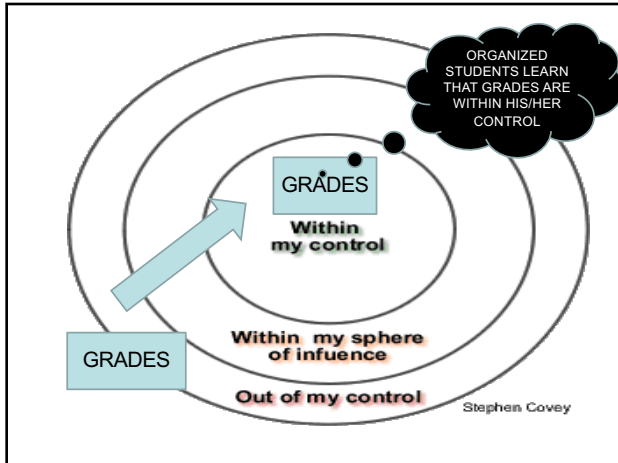 ORGANIZED
STUDENTS LEARN
THAT GRADES ARE
WITHIN HIS/HER
CONTROL
GRADES
Within
my control
Within my sphere
of infuence
GRADES
Out of my control
Stephen Covey